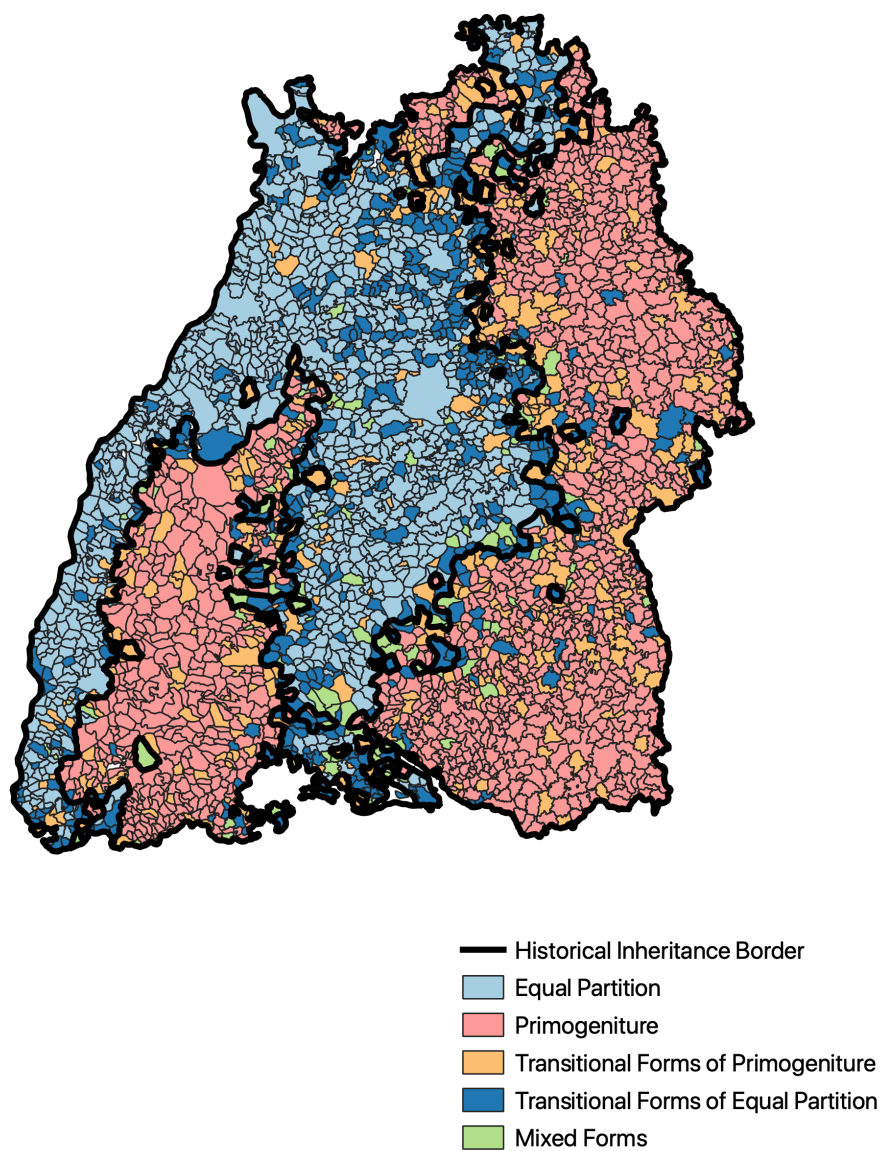 Historical Inheritance Border
Equal Partition
Primogeniture
Transitional Forms of Primogeniture
Transitional Forms of Equal Partition
Mixed Forms